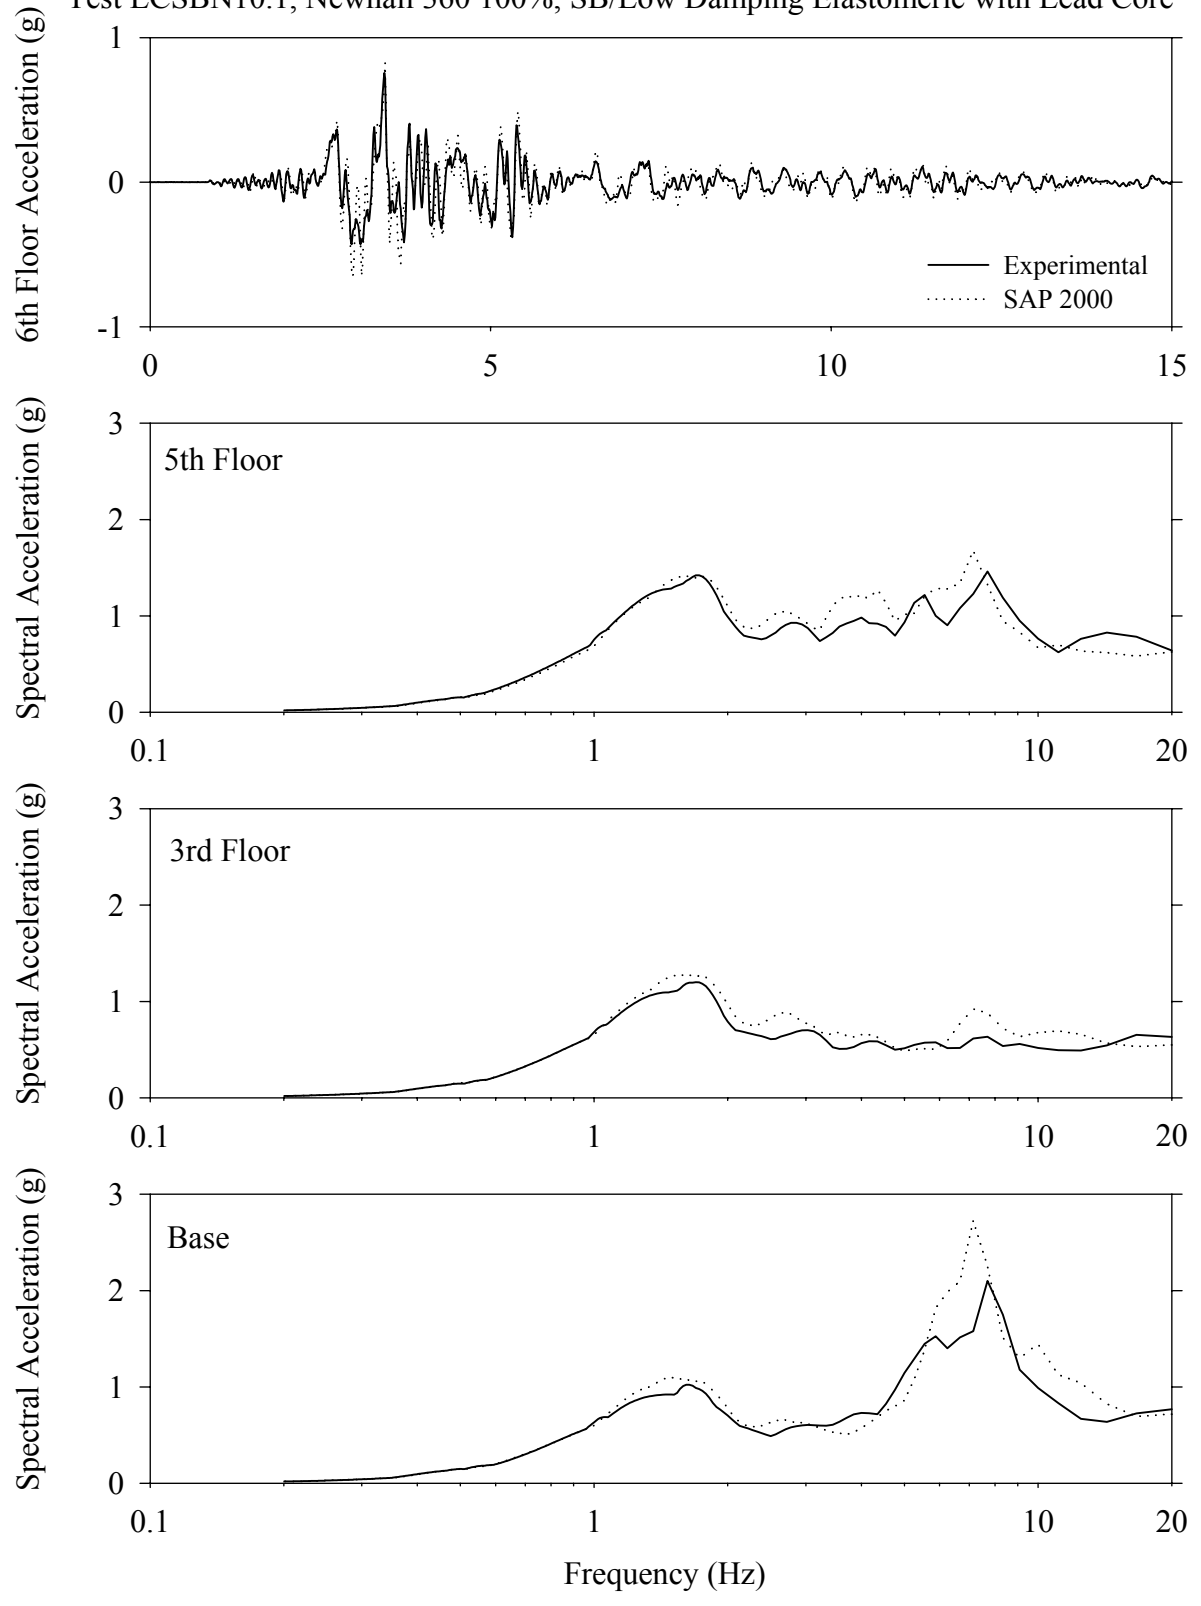 Test LCSBN10.1, Newhall 360 100%, SB/Low Damping Elastomeric with Lead Core
6th Floor Acceleration (g)
1
0
-1
Experimental
SAP 2000
0 5 10 15
Spectral Acceleration (g)
3
5th Floor
2
1
0
0.1 1 10 20
Spectral Acceleration (g)
3
3rd Floor
2
1
0
0.1 1 10 20
Spectral Acceleration (g)
3
Base
2
1
0
0.1 1 10 20
Frequency (Hz)